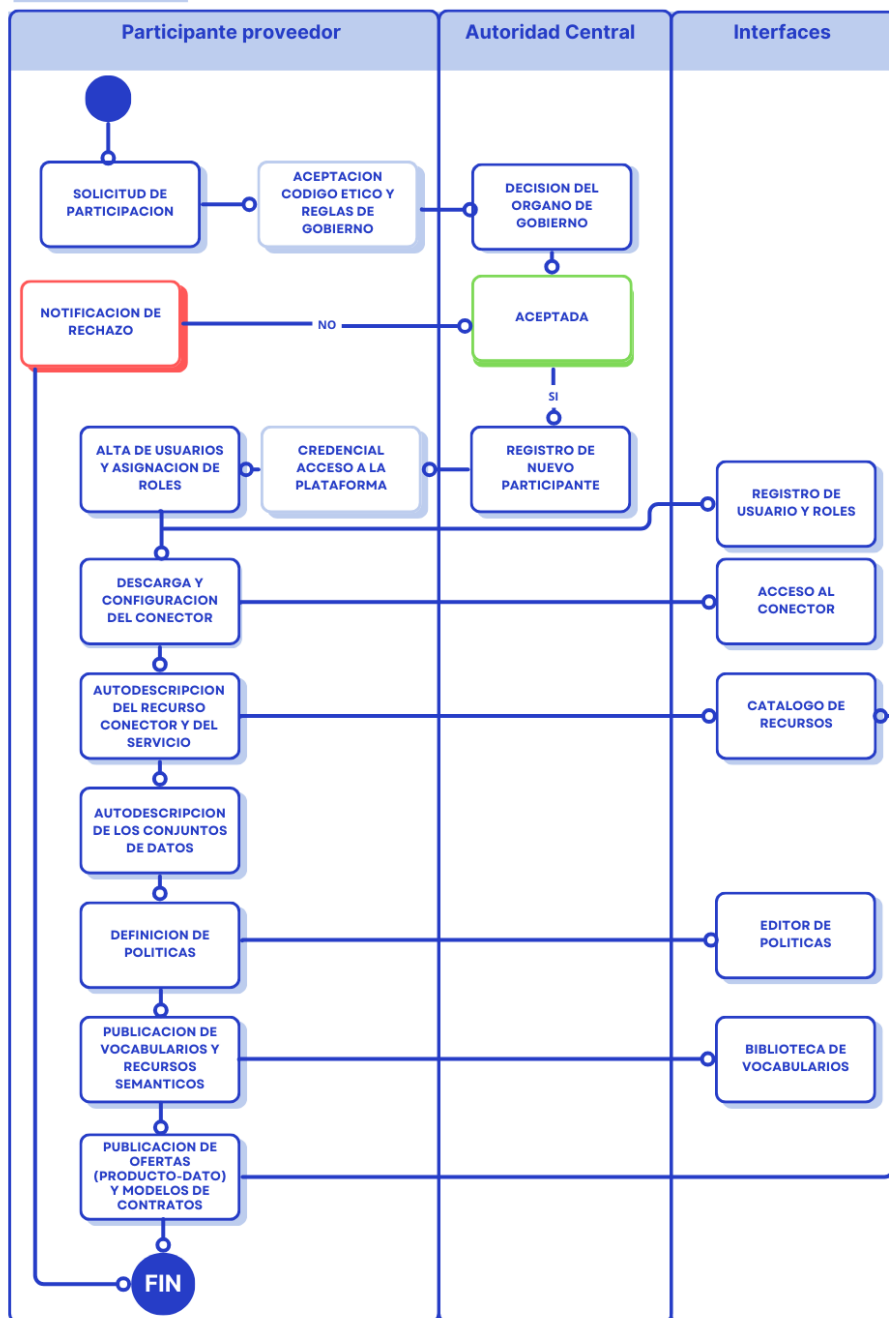 Participante proveedor
Autoridad Central
Interfaces
SOLICITUD DE
PARTICIPACION
ACEPTACION
CODIGO ETICO Y
REGLAS DE
GOBIERNO
DECISION DEL
ORGANO DE
GOBIERNO
NOTIFICACION DE
RECHAZO
NO
ACEPTADA
SI
ALTA DE USUARIOS
Y ASIGNACION DE
ROLES
CREDENCIAL
ACCESO A LA
PLATAFORMA
REGISTRO DE
NUEVO
PARTICIPANTE
REGISTRO DE
USUARIO Y ROLES
DESCARGA Y
CONFIGURACION
DEL CONECTOR
ACCESO AL
CONECTOR
AUTODESCRIPCION
DEL RECURSO
CONECTOR Y DEL
SERVICIO
CATALOGO DE
RECURSOS
AUTODESCRIPCION
DE LOS CONJUNTOS
DE DATOS
DEFINICION DE
POLITICAS
EDITOR DE
POLITICAS
PUBLICACION DE
VOCABULARIOS Y
RECURSOS
SEMANTICOS
BIBLIOTECA DE
VOCABULARIOS
PUBLICACION DE
OFERTAS
(PRODUCTO-DATO)
Y MODELOS DE
CONTRATOS
FIN